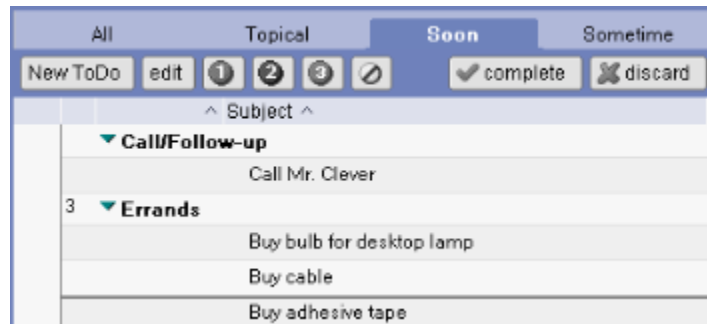 All Topical Soon Sometime
New ToDo edit 1 2 3 complete discard
^ Subject ^
Call/Follow-up
Call Mr. Clever
3 Errands
Buy bulb for desktop lamp
Buy cable
Buy adhesive tape